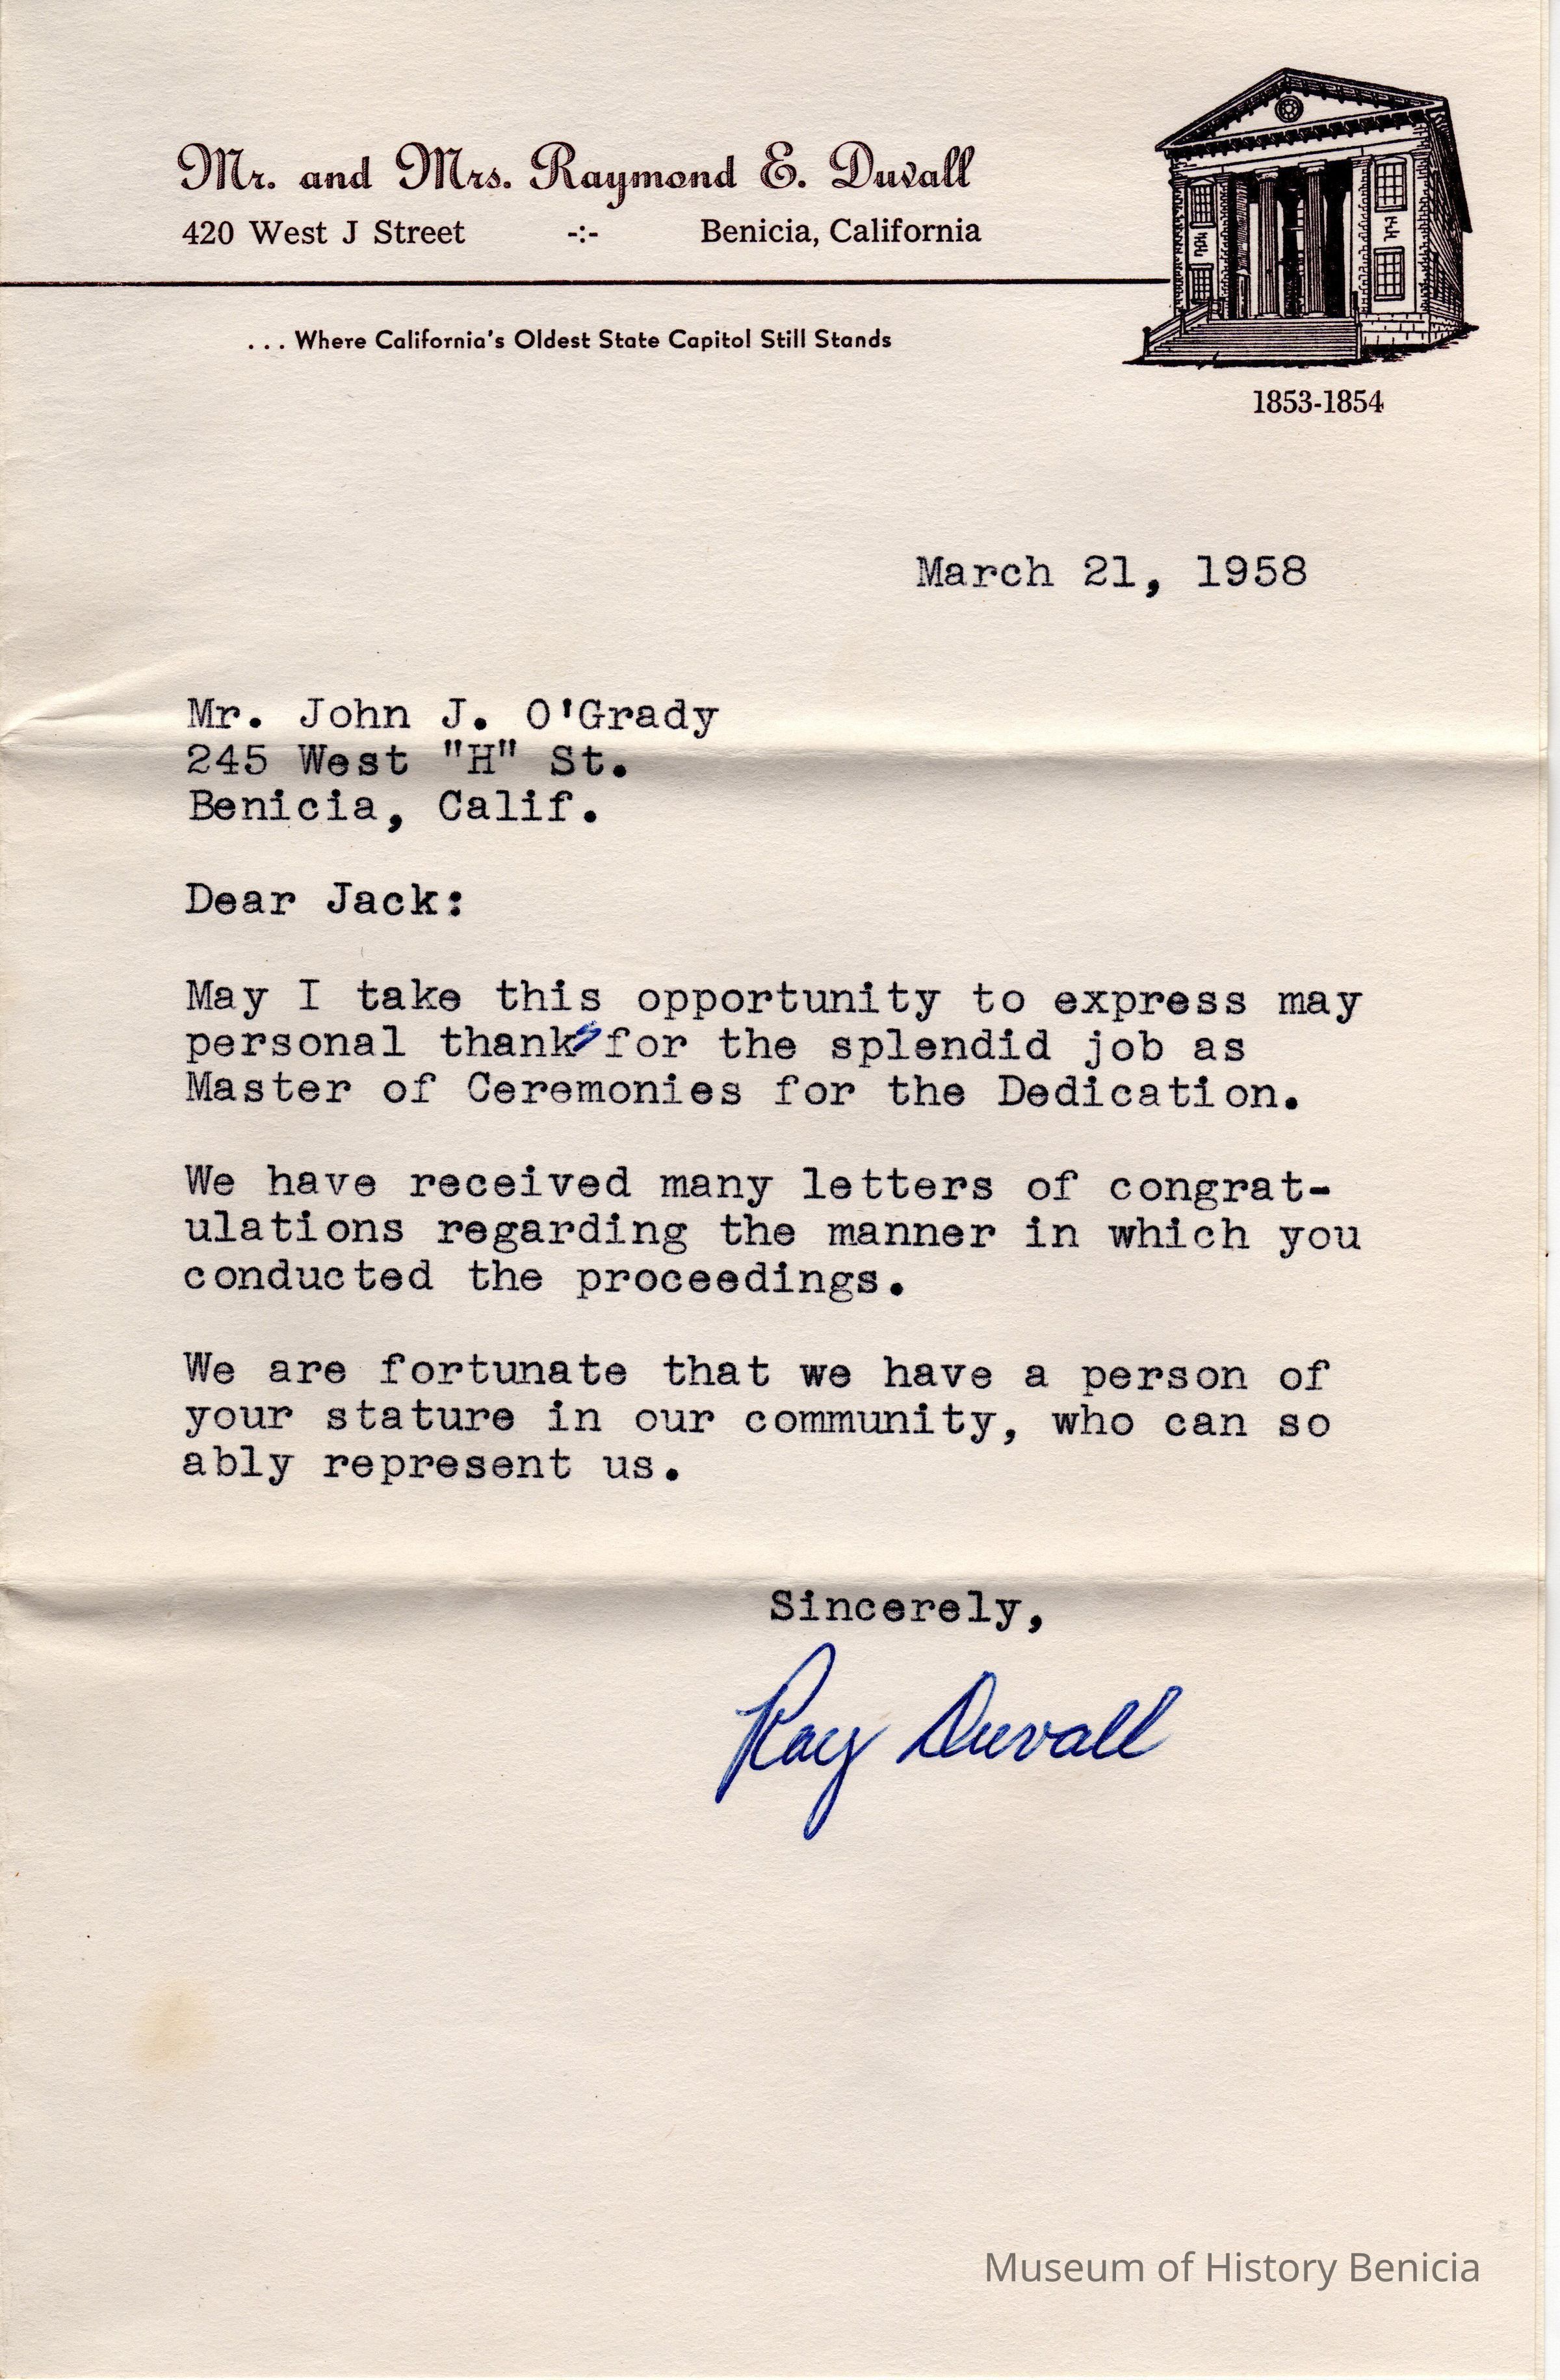 Mr. and Mrs. Raymond E. Duvall
420 West J Street -:- Benicia, California
... Where California's Oldest State Capitol Still Stands
1853-1854
March 21, 1958
Mr. John J. O'Grady
245 West "H" St.
Benicia, Calif.
Dear Jack:
May I take this opportunity to express may
personal thanks for the splendid job as
Master of Ceremonies for the Dedication.
We have received many letters of congrat-
ulations regarding the manner in which you
conducted the proceedings.
We are fortunate that we have a person of
your stature in our community, who can so
ably represent us.
Sincerely,
Ray Duvall
Museum of History Benicia